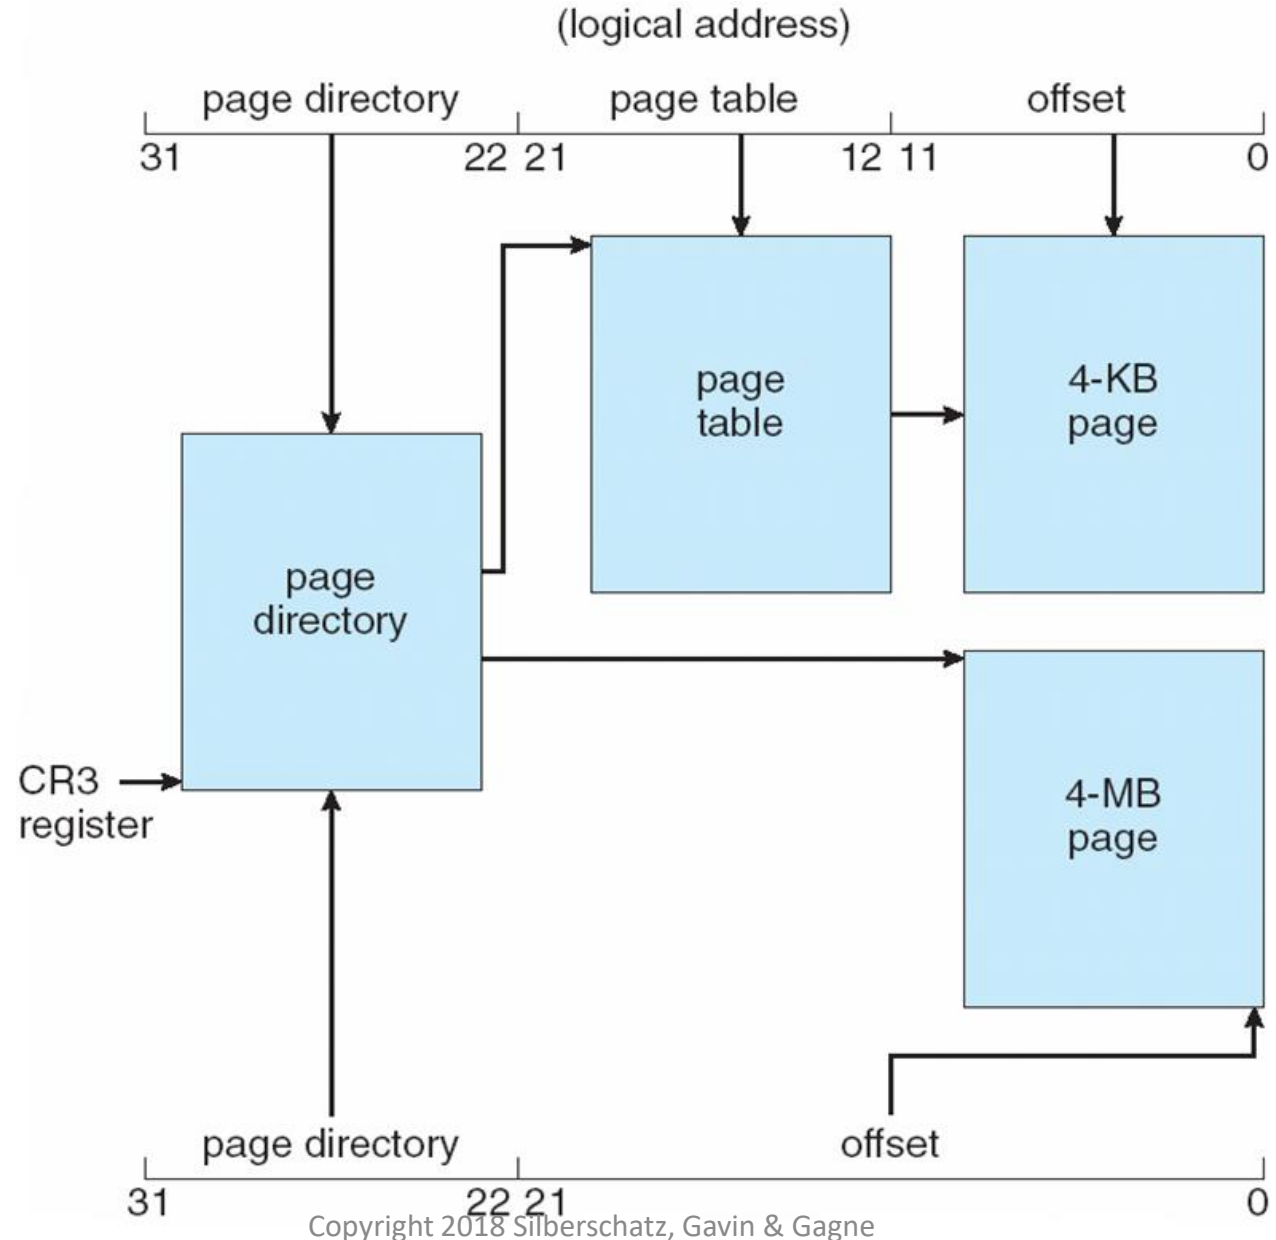 (logical address)
page directory page table offset
31 22 21 12 11 0
page
table
4-KB
page
page
directory
4-MB
page
CR3
register
page directory offset
31 22 21 0
Copyright 2018 Silberschatz, Gavin & Gagne